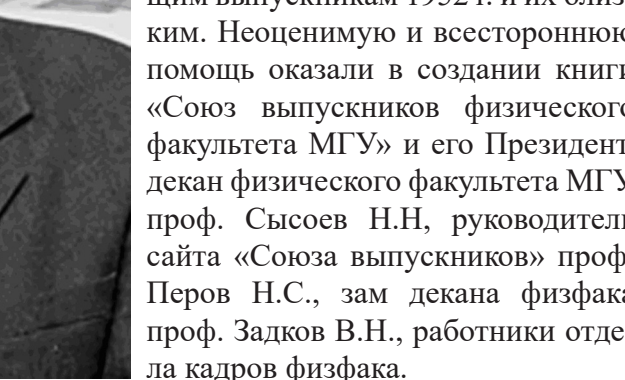 щим выпускникам 1952 г. и их близ-
ким. Неоценимую и всестороннюю
помощь оказали в создании книги
«Союз выпускников физического
факультета МГУ» и его Президент
декан физического факультета МГУ
проф. Сысоев Н.Н, руководитель
сайта «Союза выпускников» проф.
Перов Н.С., зам декана физфака
проф. Задков В.Н., работники отде-
ла кадров физфака.